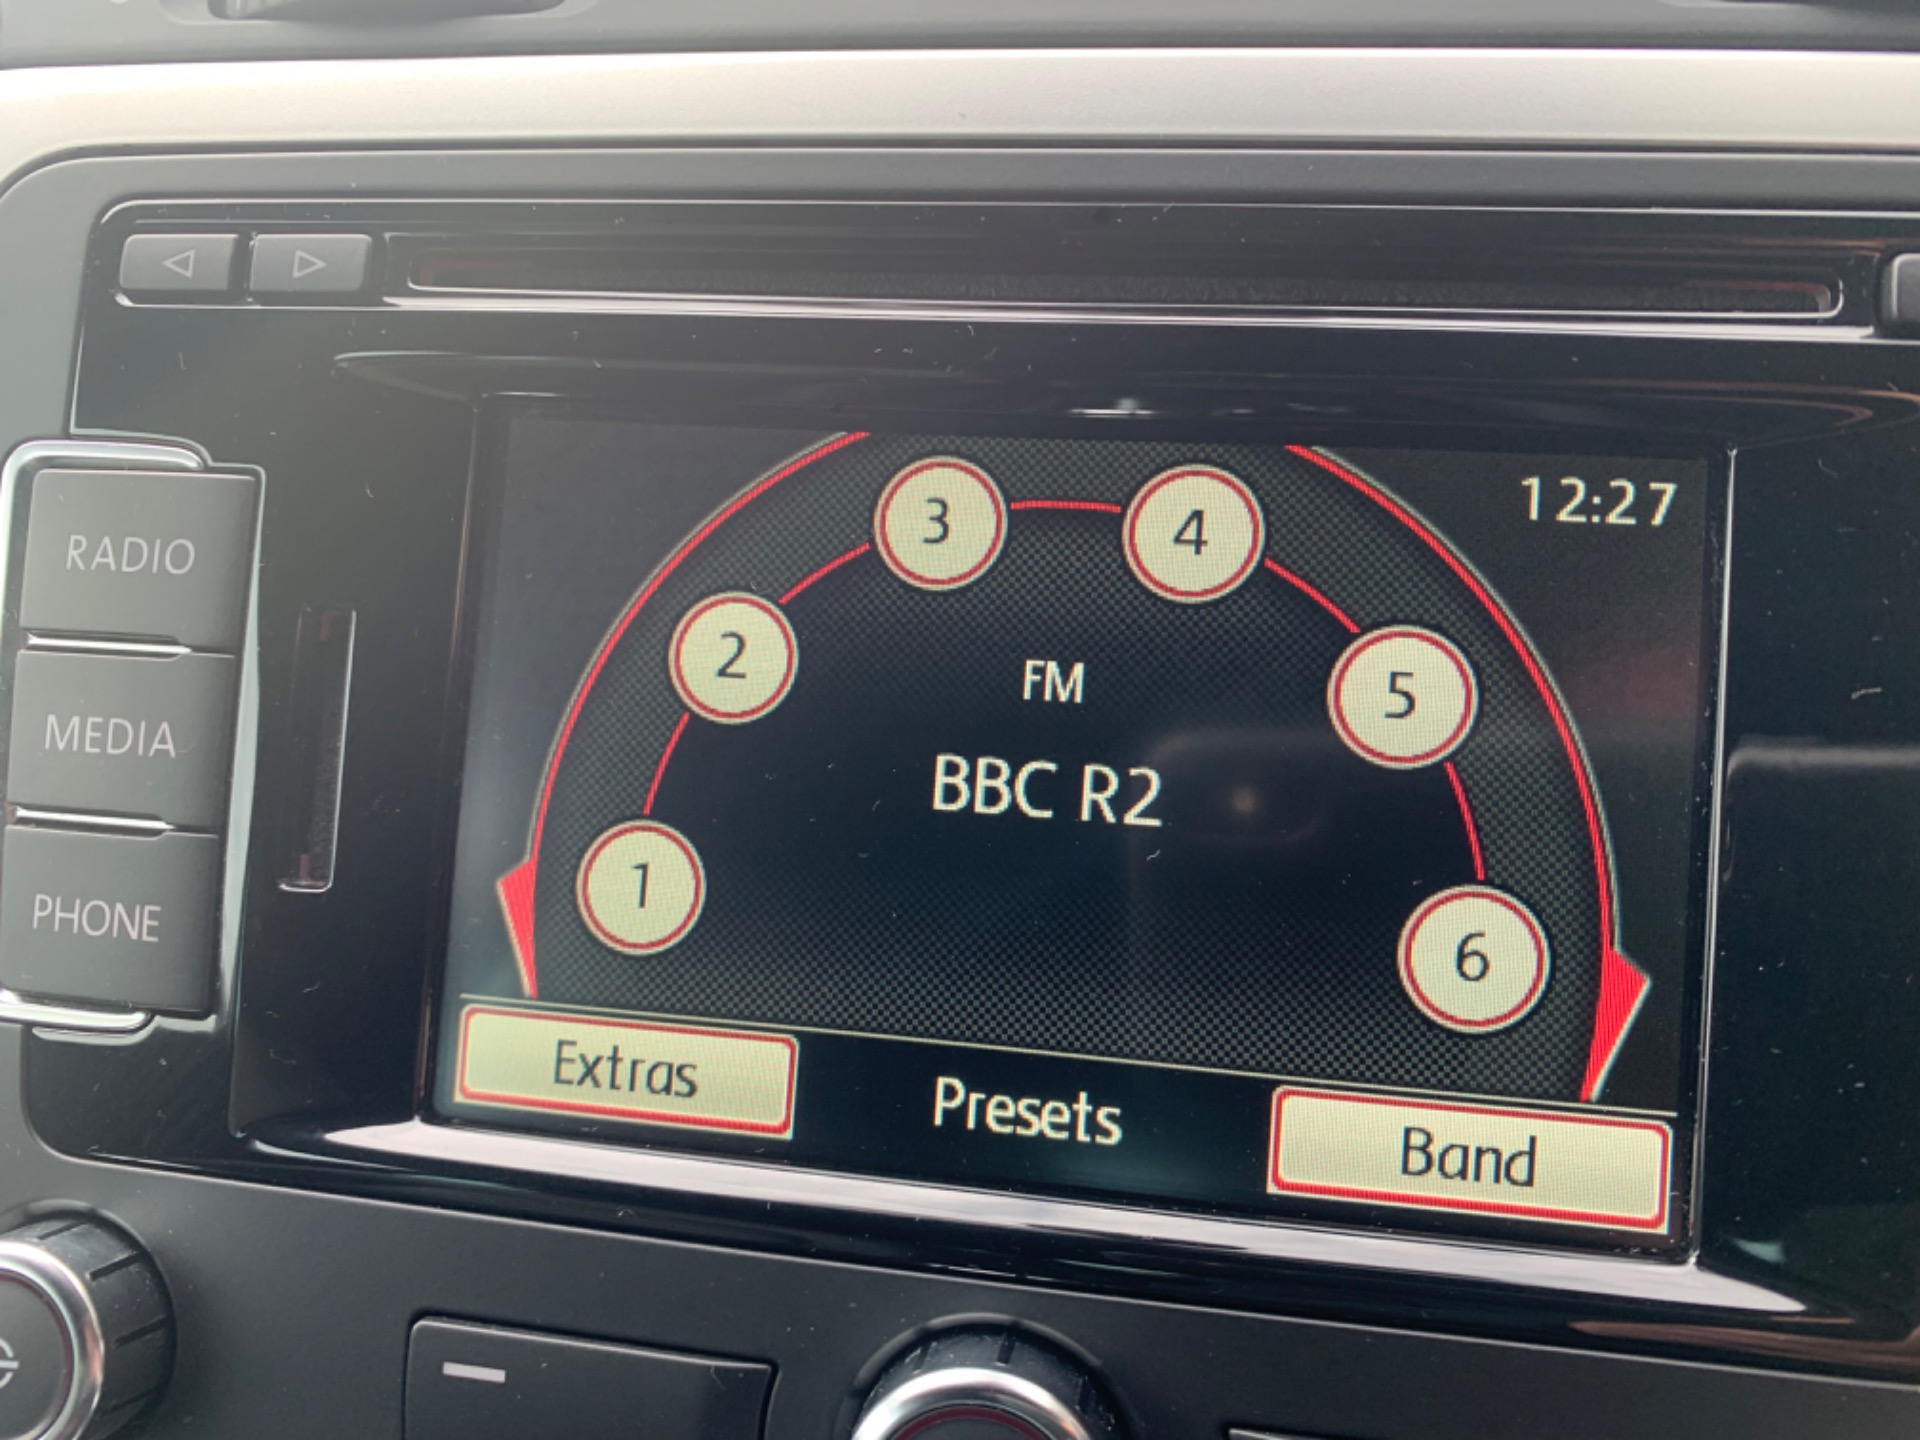 12:27
3
4
2
5
1
6
FM
BBC R2
Extras
Presets
Band
RADIO
MEDIA
PHONE